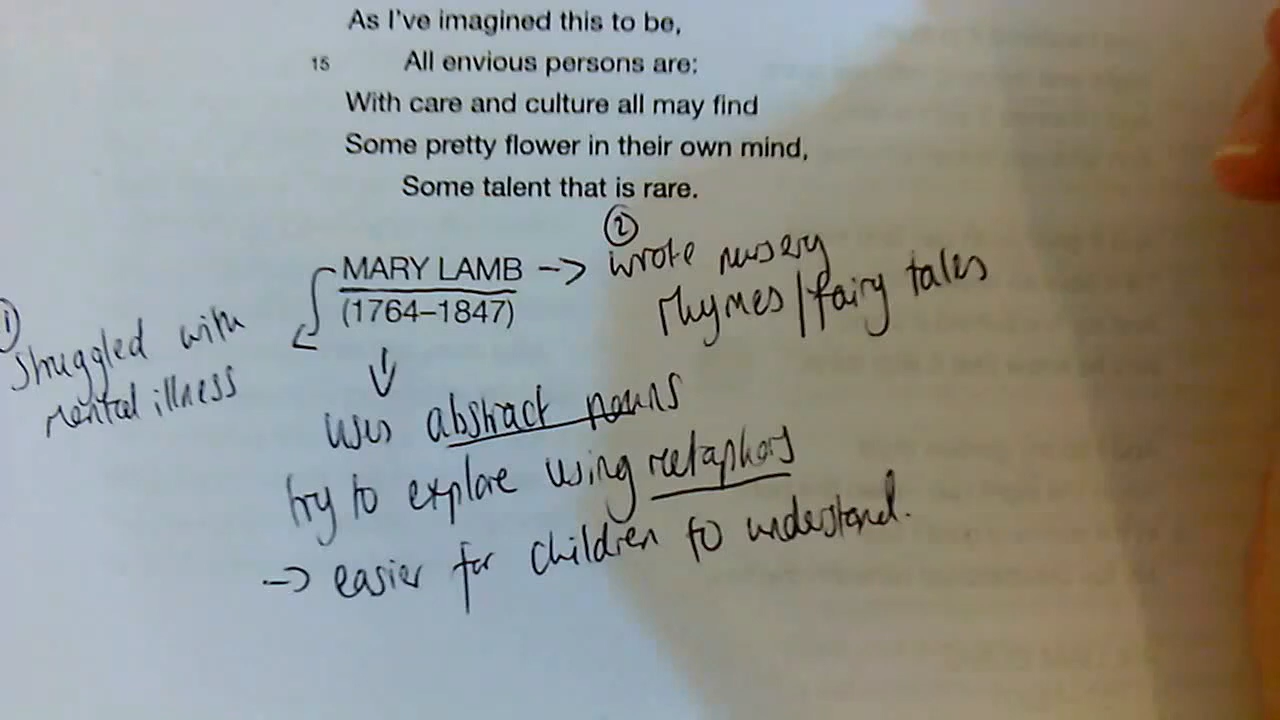 As I've imagined this to be,
15 All envious persons are:
With care and culture all may find
Some pretty flower in their own mind,
Some talent that is rare.
MARY LAMB -> ② wrote nursery
rhymes/fairy tales
(1764–1847)
① struggled with
mental illness
uses abstract nouns
try to explore using metaphors
-> easier for children to understand.